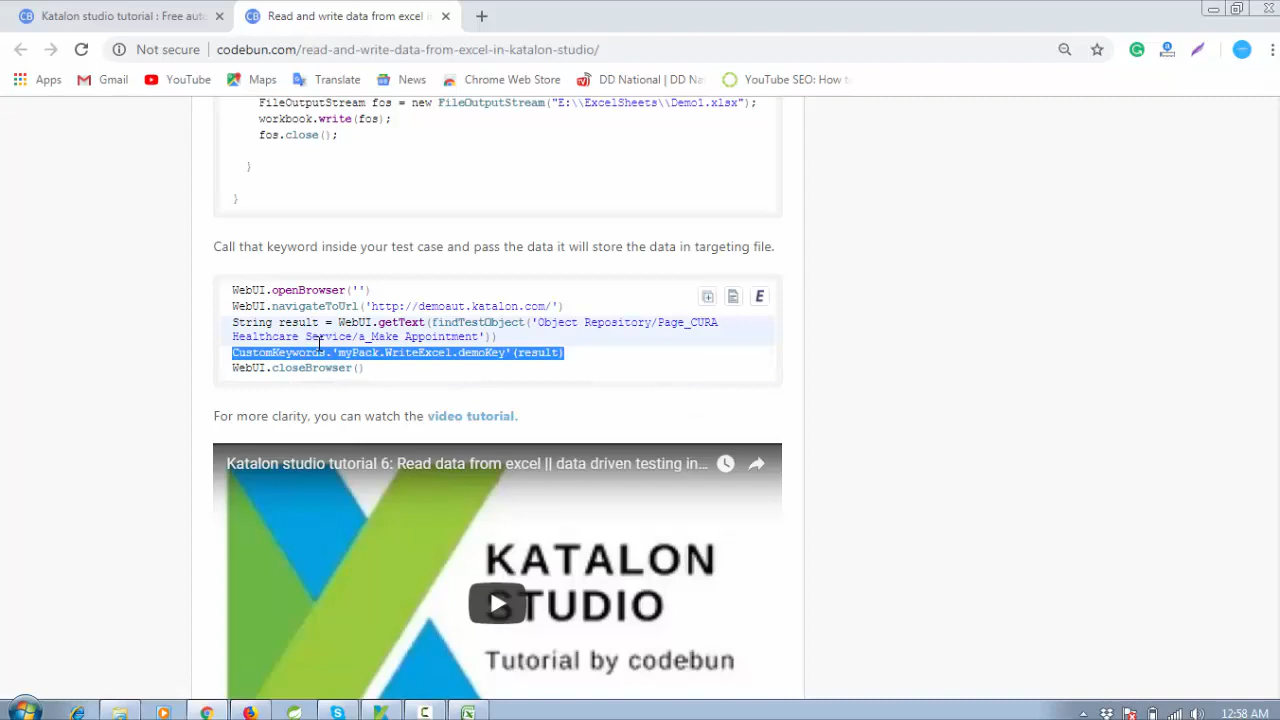 Katalon studio tutorial : Free auto
Read and write data from excel i
Not secure
codebun.com/read-and-write-data-from-excel-in-katalon-studio/
Apps
Gmail
YouTube
Maps
Translate
News
Chrome Web Store
DD National | DD Na
YouTube SEO: How t
FileOutputStream fos = new FileOutputStream("E:\\ExcelSheets\\Demo1.xlsx");
workbook.write(fos);
fos.close();
}
}
Call that keyword inside your test case and pass the data it will store the data in targeting file.
WebUI.openBrowser('')
WebUI.navigateToUrl('http://demoaut.katalon.com/')
String result = WebUI.getText(findTestObject('Object Repository/Page_CURA
Healthcare Service/a_Make Appointment'))
CustomKeywords.'myPack.WriteExcel.demoKey'(result)
WebUI.closeBrowser()
For more clarity, you can watch the video tutorial.
Katalon studio tutorial 6: Read data from excel || data driven testing in...
KATALON
STUDIO
Tutorial by codebun
12:58 AM